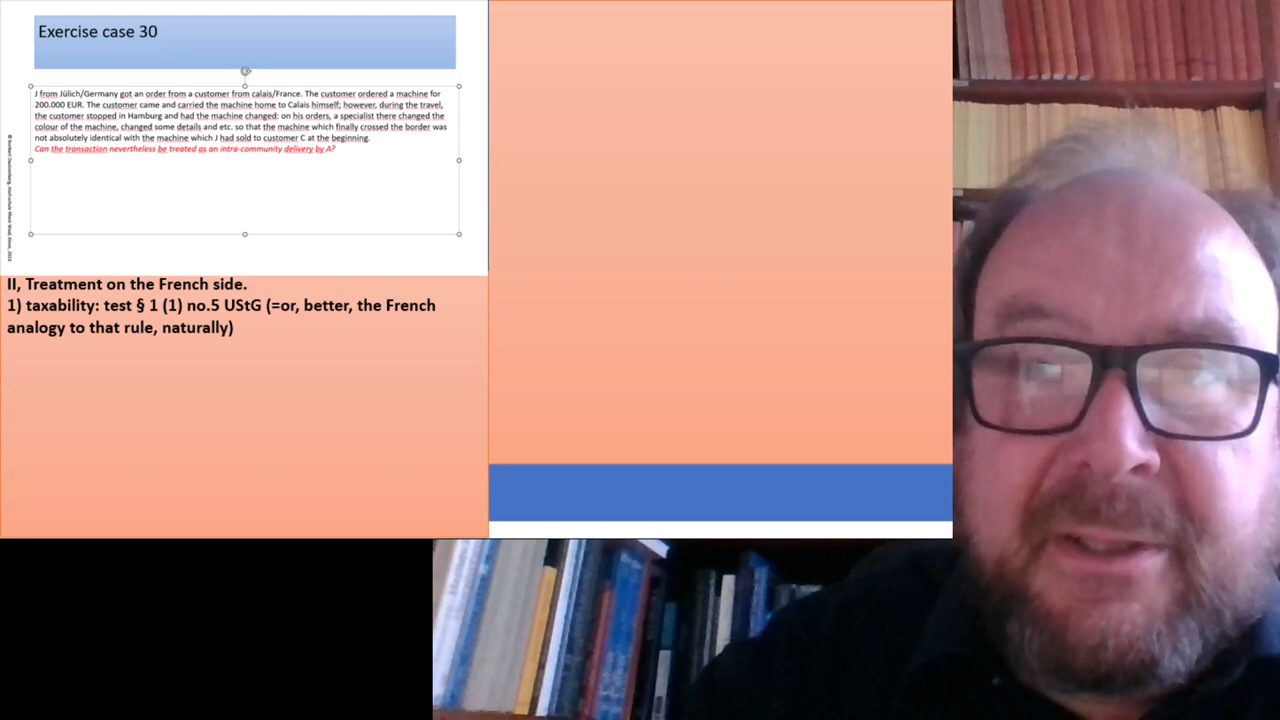 Exercise case 30
J from Jülich/Germany got an order from a customer from calais/France. The customer ordered a machine for
200.000 EUR. The customer came and carried the machine home to Calais himself; however, during the travel,
the customer stopped in Hamburg and had the machine changed: on his orders, a specialist there changed the
colour of the machine, changed some details and etc. so that the machine which finally crossed the border was
not absolutely identical with the machine which J had sold to customer C at the beginning.
Can the transaction nevertheless be treated as an intra-community delivery by A?
II, Treatment on the French side.
1) taxability: test § 1 (1) no.5 UStG (=or, better, the French
analogy to that rule, naturally)